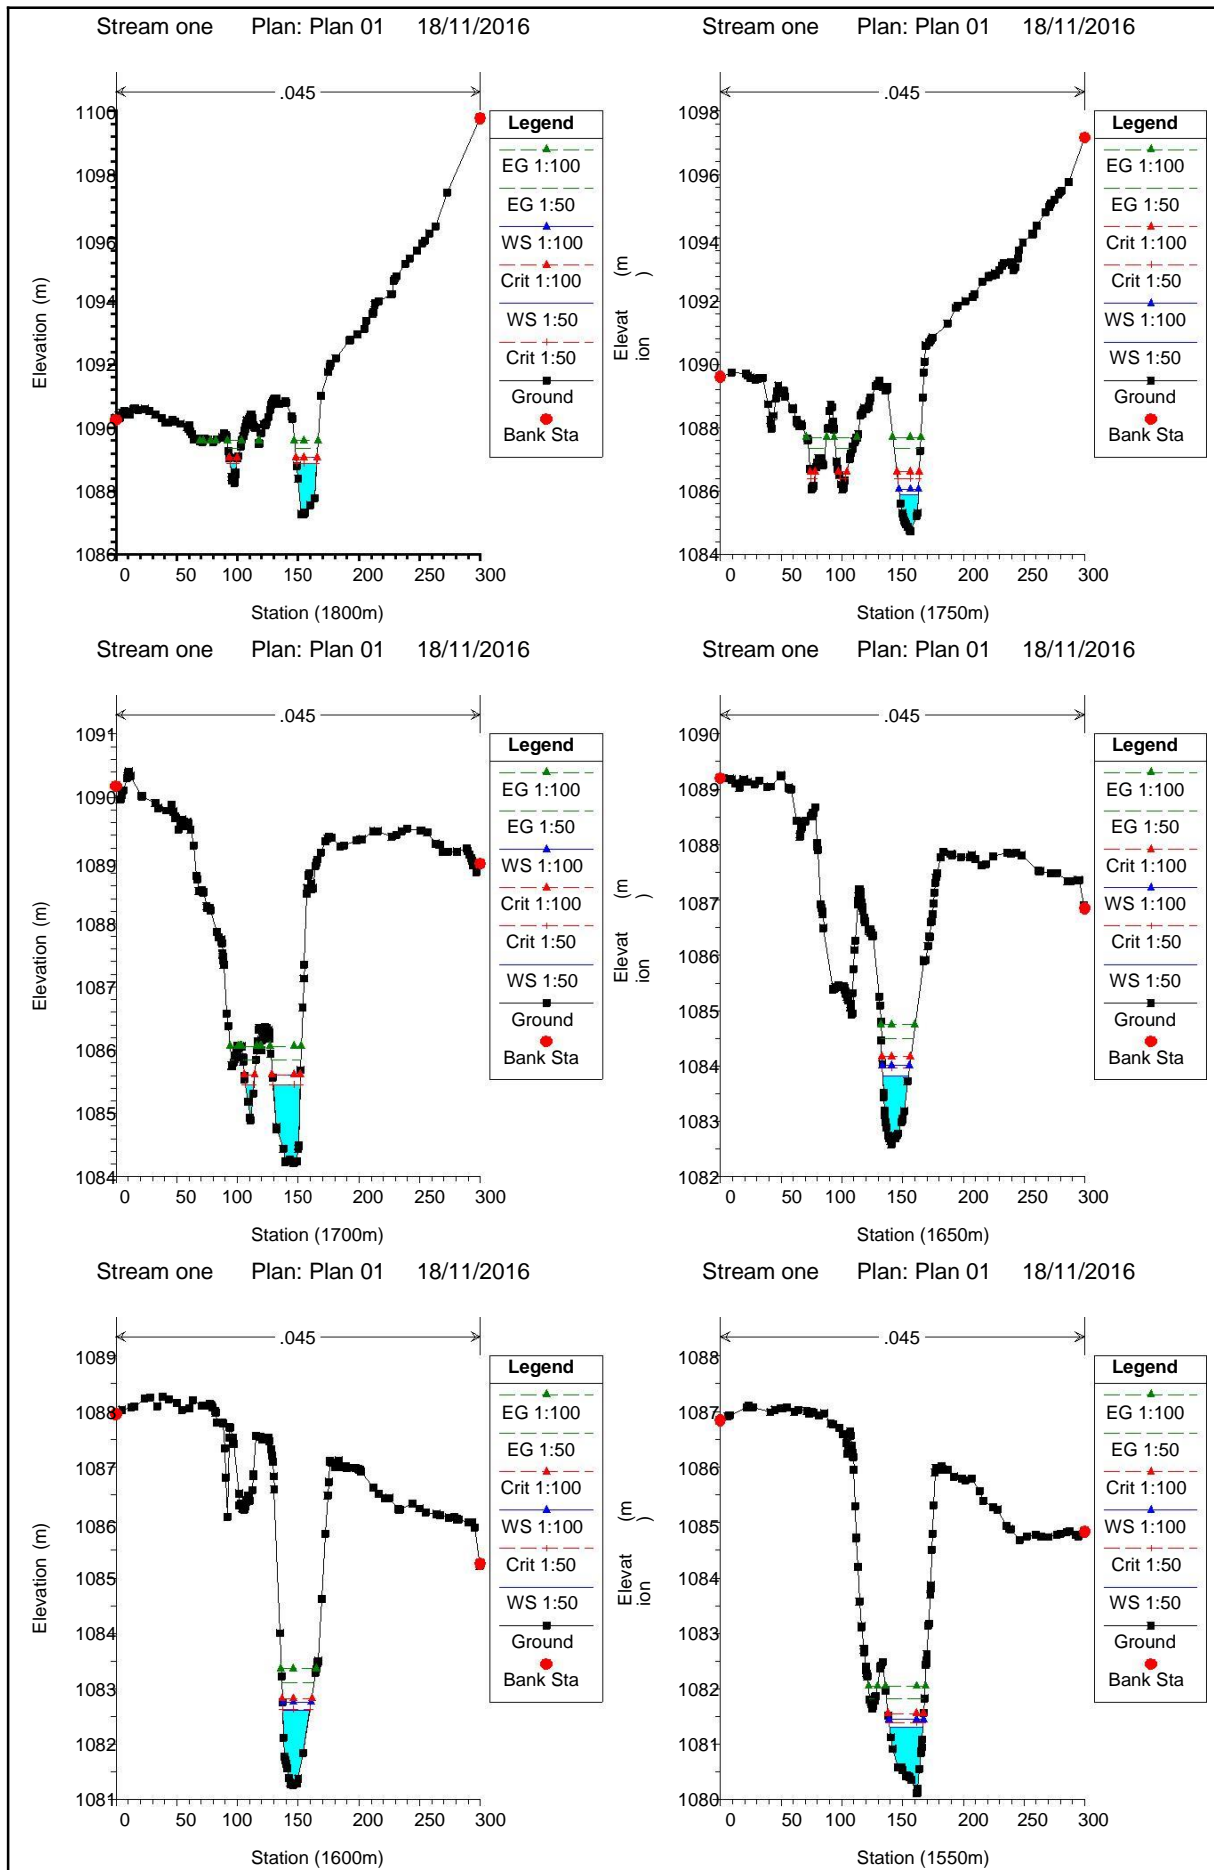 Stream one Plan: Plan 01 18/11/2016
.045
1100
1098
1096
1094
1092
1090
1088
1086
1084
Elevation (m)
0 50 100 150 200 250 300
Station (1800m)
Legend
EG 1:100
EG 1:50
WS 1:100
Crit 1:100
WS 1:50
Crit 1:50
Ground
Bank Sta
Stream one Plan: Plan 01 18/11/2016
.045
1098
1096
1094
1092
1090
1088
1086
1084
Elevat (m
ion )
0 50 100 150 200 250 300
Station (1750m)
Legend
EG 1:100
EG 1:50
Crit 1:100
Crit 1:50
WS 1:100
WS 1:50
Ground
Bank Sta
Stream one Plan: Plan 01 18/11/2016
.045
1091
1090
1089
1088
1087
1086
1085
1084
Elevation (m)
0 50 100 150 200 250 300
Station (1700m)
Legend
EG 1:100
EG 1:50
WS 1:100
Crit 1:100
Crit 1:50
WS 1:50
Ground
Bank Sta
Stream one Plan: Plan 01 18/11/2016
.045
1090
1089
1088
1087
1086
1085
1084
1083
1082
Elevat (m
ion )
0 50 100 150 200 250 300
Station (1650m)
Legend
EG 1:100
EG 1:50
Crit 1:100
WS 1:100
Crit 1:50
WS 1:50
Ground
Bank Sta
Stream one Plan: Plan 01 18/11/2016
.045
1089
1088
1087
1086
1085
1084
1083
1082
1081
Elevation (m)
0 50 100 150 200 250 300
Station (1600m)
Legend
EG 1:100
EG 1:50
Crit 1:100
WS 1:100
Crit 1:50
WS 1:50
Ground
Bank Sta
Stream one Plan: Plan 01 18/11/2016
.045
1088
1087
1086
1085
1084
1083
1082
1081
1080
Elevat (m
ion )
0 50 100 150 200 250 300
Station (1550m)
Legend
EG 1:100
EG 1:50
Crit 1:100
WS 1:100
Crit 1:50
WS 1:50
Ground
Bank Sta